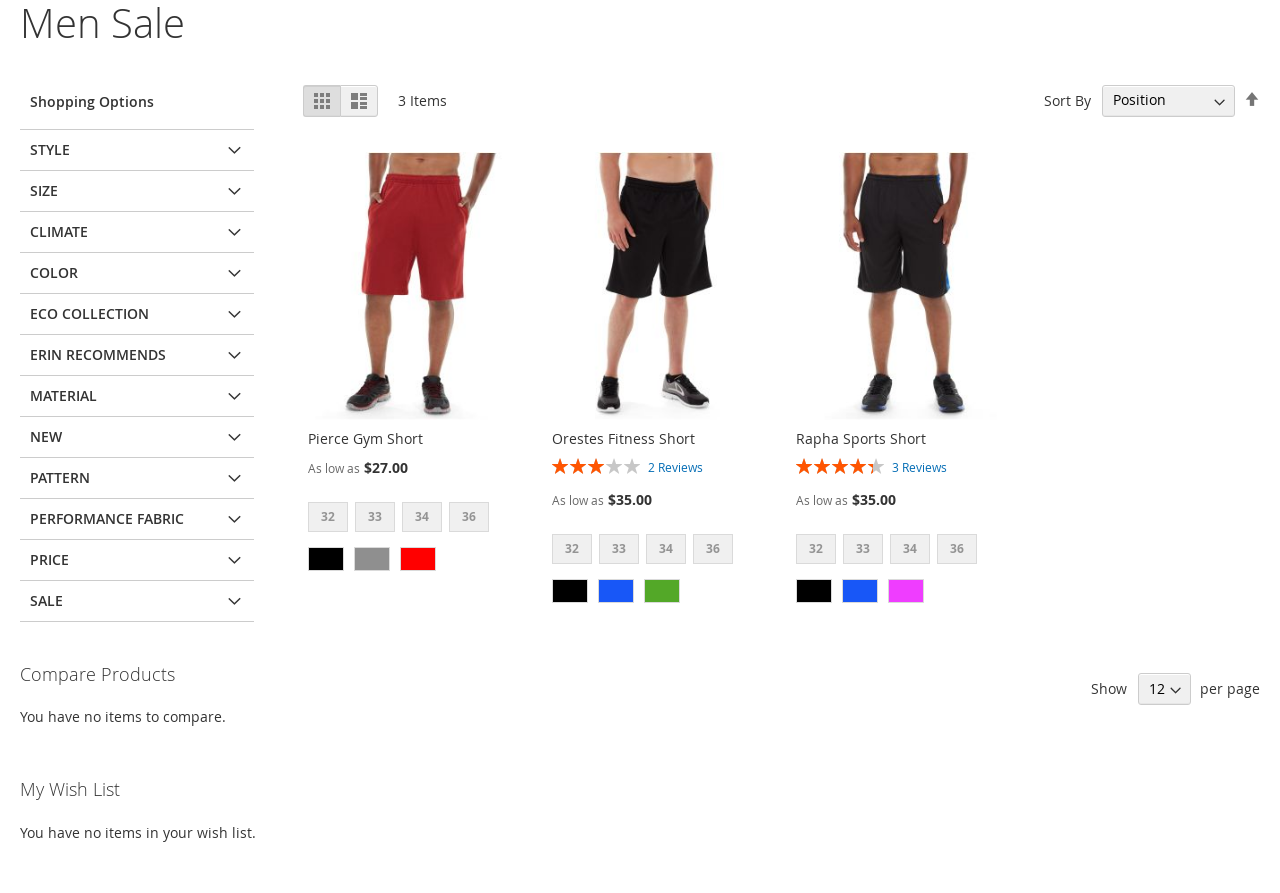 Men Sale
Shopping Options
STYLE
SIZE
CLIMATE
COLOR
ECO COLLECTION
ERIN RECOMMENDS
MATERIAL
NEW
PATTERN
PERFORMANCE FABRIC
PRICE
SALE
Compare Products
You have no items to compare.
My Wish List
You have no items in your wish list.
3 Items
Sort By Position
Pierce Gym Short
As low as $27.00
32 33 34 36
Orestes Fitness Short
2 Reviews
As low as $35.00
32 33 34 36
Rapha Sports Short
3 Reviews
As low as $35.00
32 33 34 36
Show 12 per page